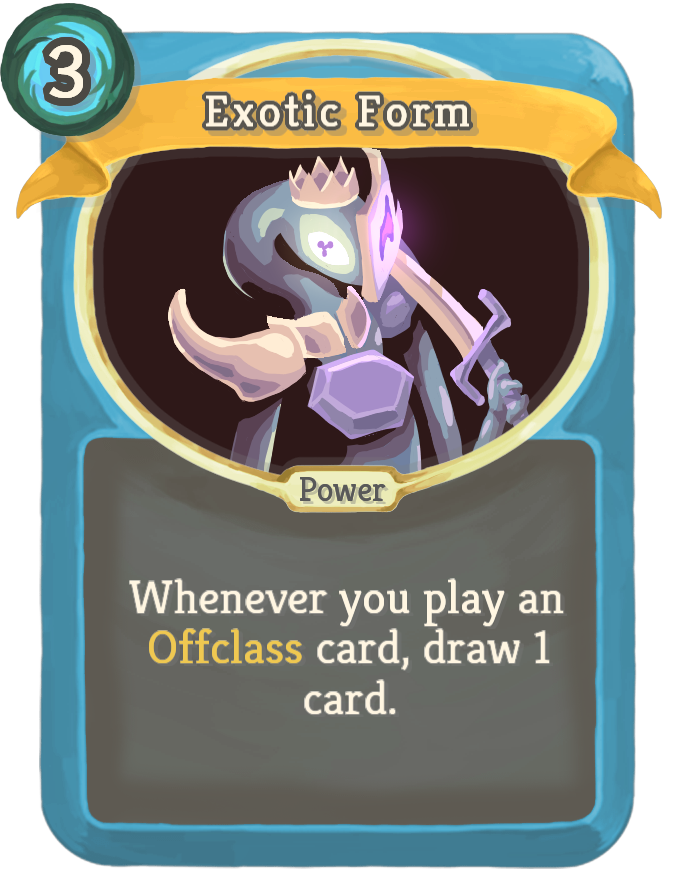 3
Exotic Form
Power
Whenever you play an
Offclass card, draw 1
card.